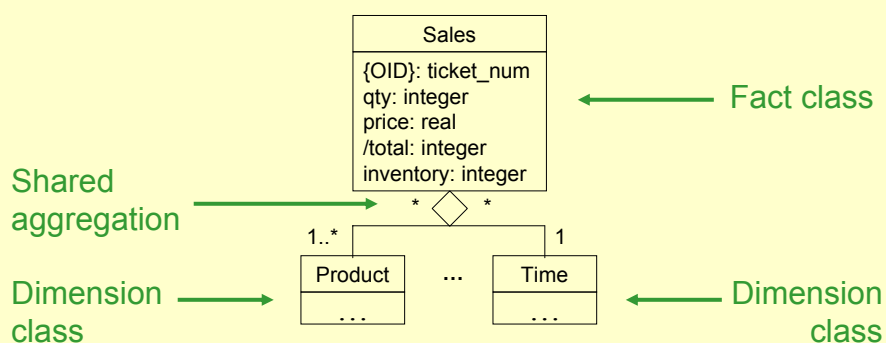 Sales
{OID}: ticket_num
qty: integer
price: real
/total: integer
inventory: integer
Fact class
Shared
aggregation
* *
1..* 1
Product ... Time
... ...
Dimension
class
Dimension
class